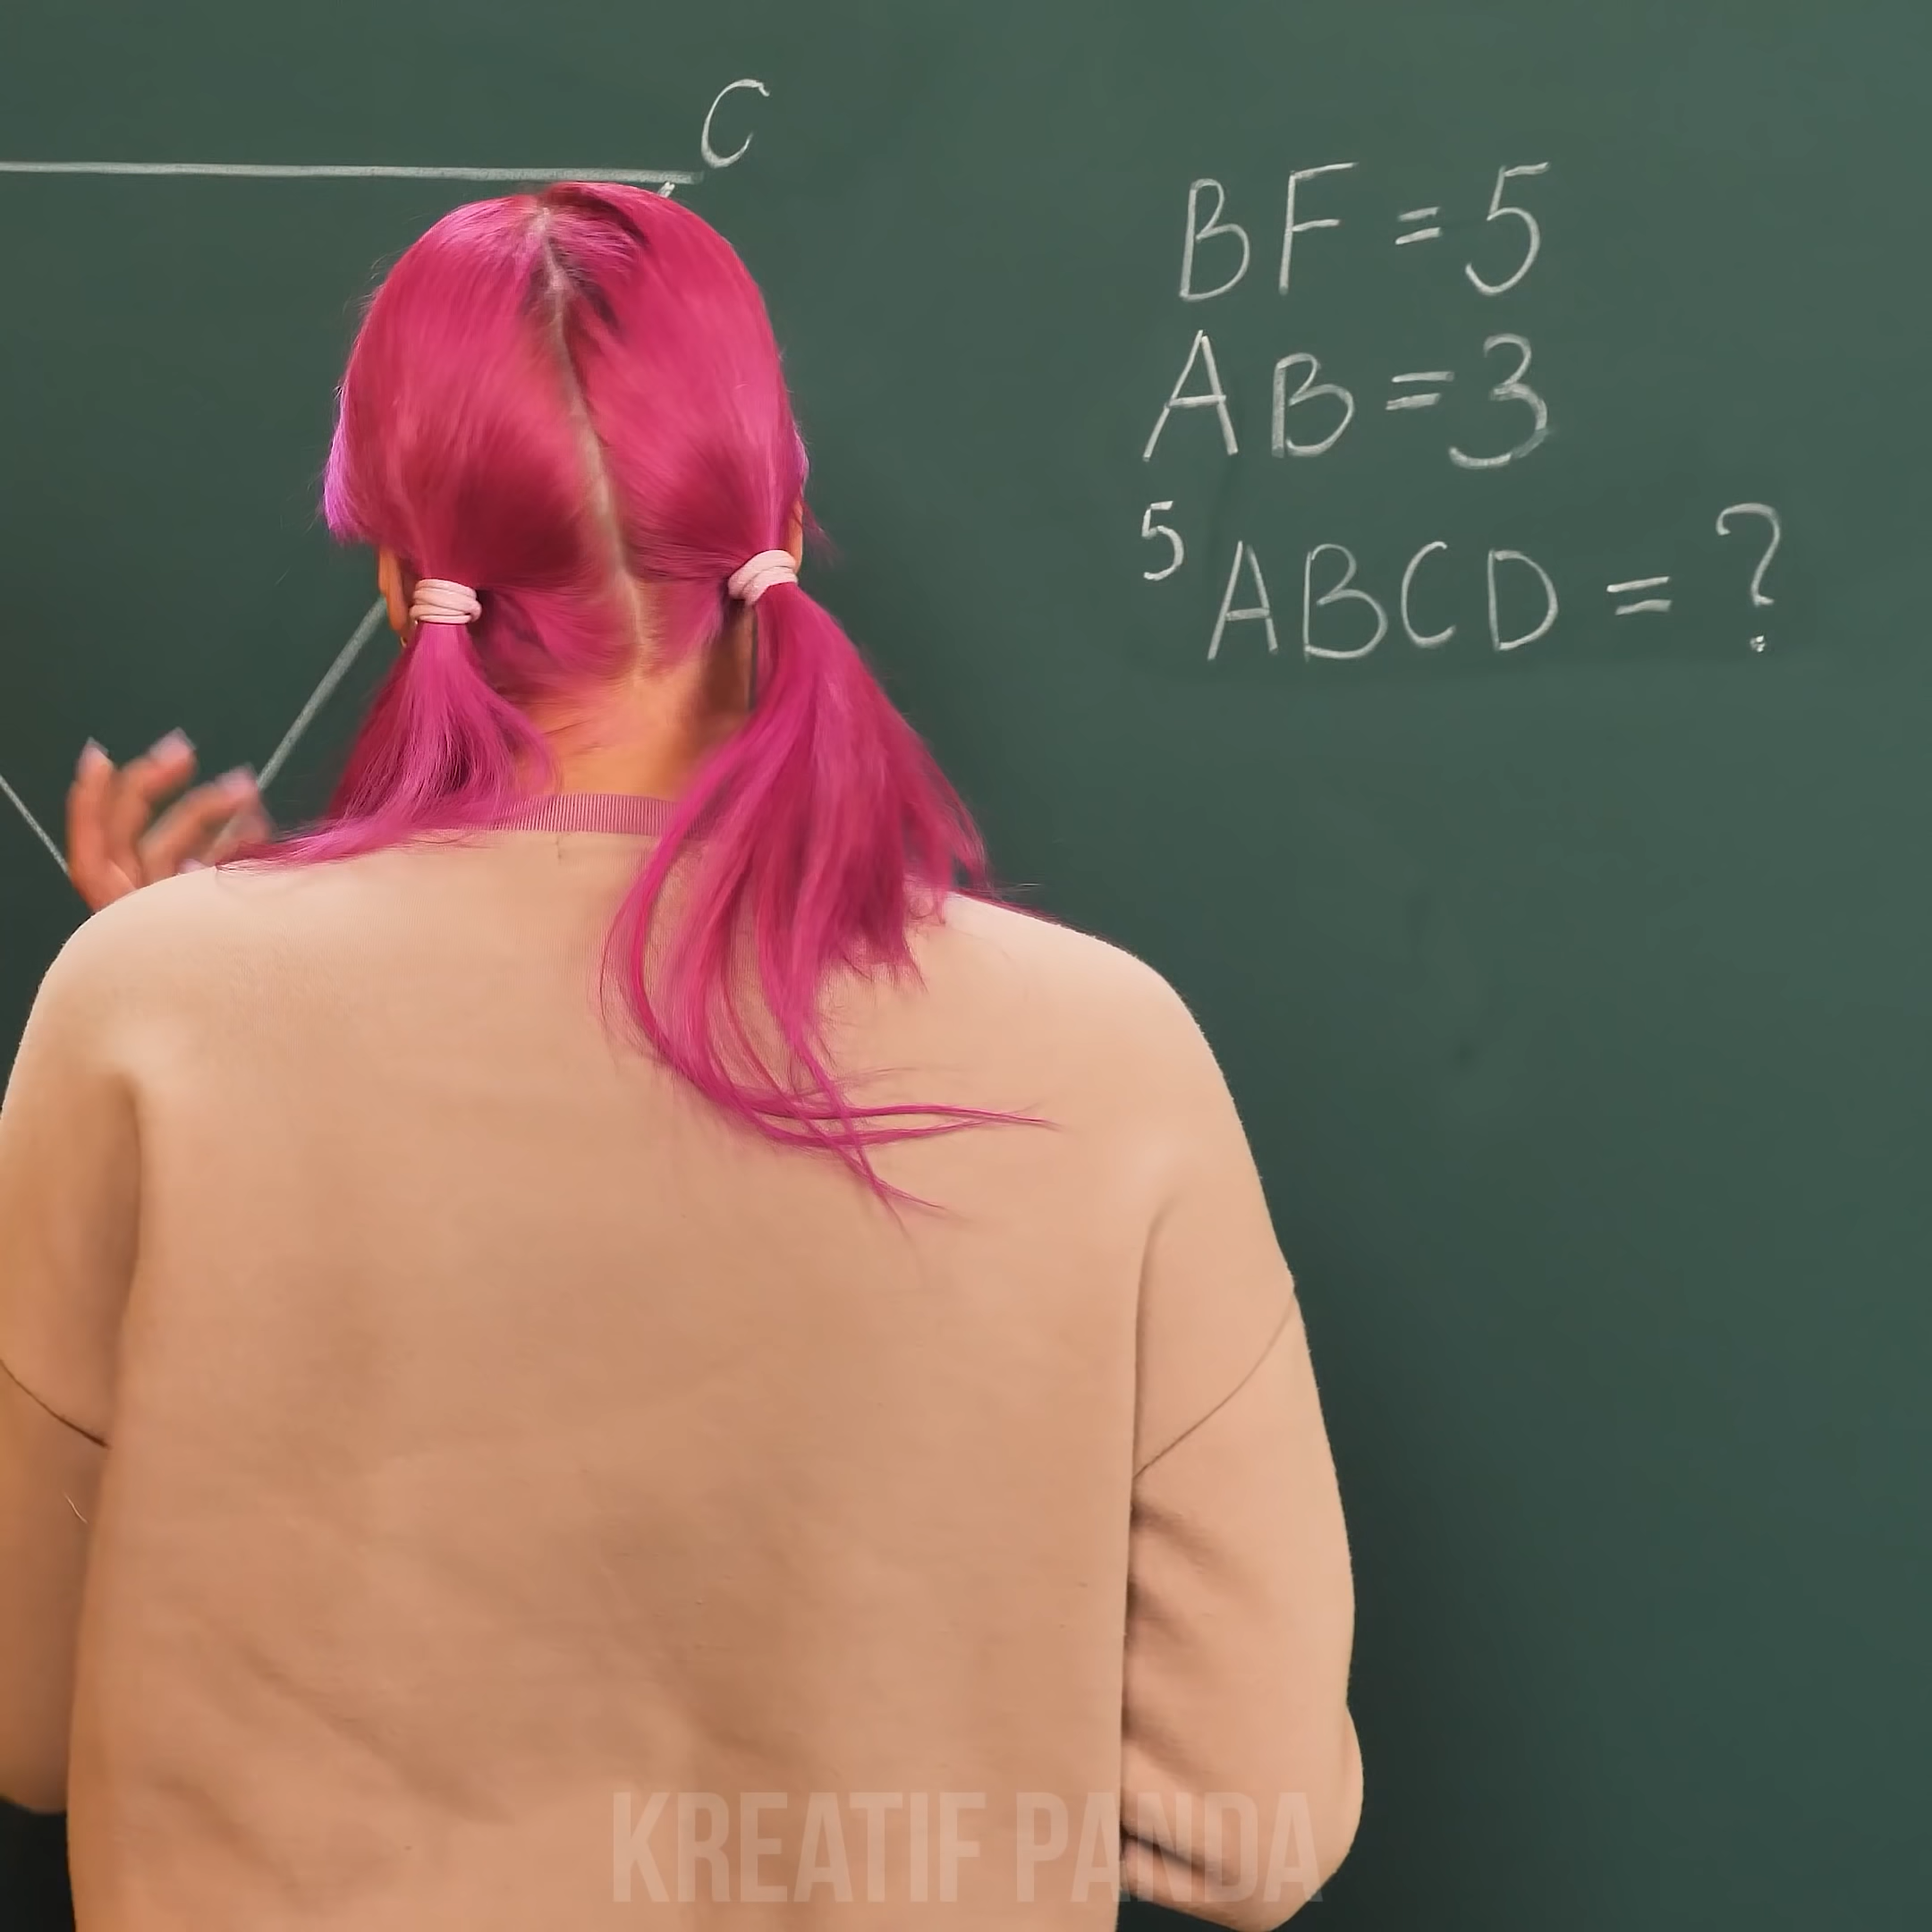 C
BF = 5
AB = 3
⁵ABCD = ?
KREATIF PANDA